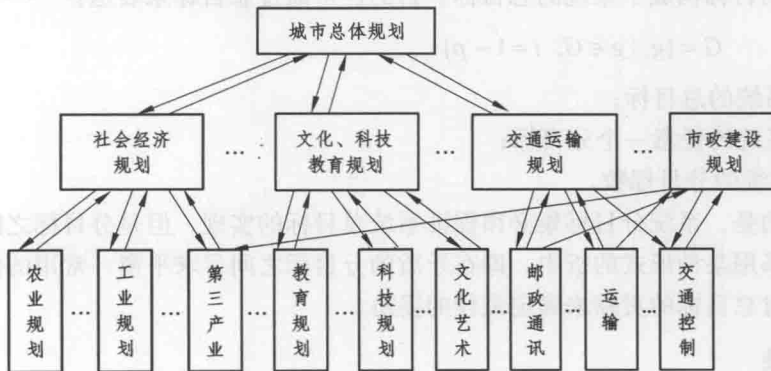 G={g_i|g_i∈G, i=1-p}
城市总体规划
社会经济
规划
文化、科技
教育规划
交通运输
规划
市政建设
规划
…
…
…
农业规划
…
工业规划
…
第三产业
…
教育规划
…
科技规划
…
文化艺术
…
邮政通讯
…
运输
…
交通控制